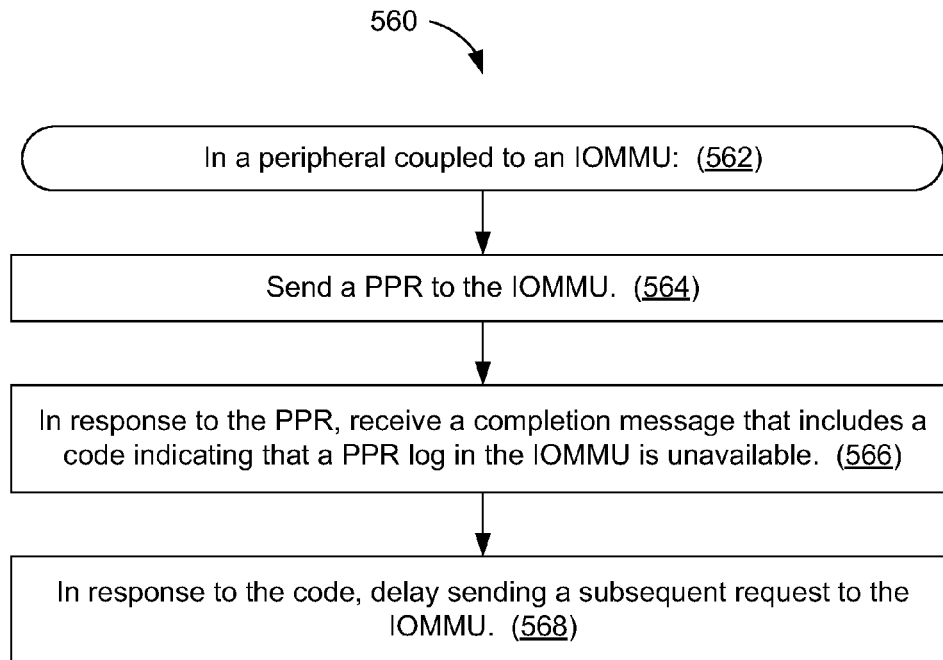 560
In a peripheral coupled to an IOMMU: (562)
Send a PPR to the IOMMU. (564)
In response to the PPR, receive a completion message that includes a
code indicating that a PPR log in the IOMMU is unavailable. (566)
In response to the code, delay sending a subsequent request to the
IOMMU. (568)